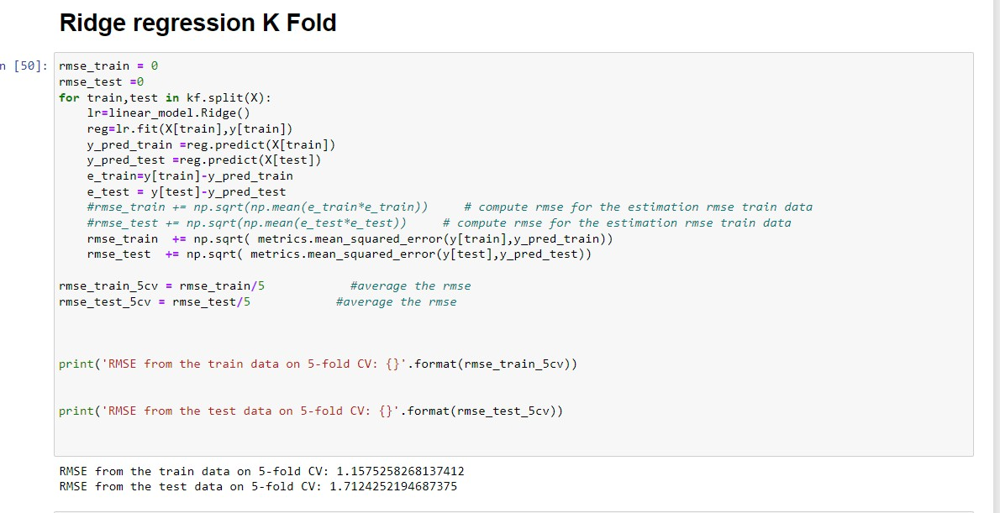 Ridge regression K Fold
n [50]: rmse_train = 0
rmse_test =0
for train,test in kf.split(X):
    lr=linear_model.Ridge()
    reg=lr.fit(X[train],y[train])
    y_pred_train =reg.predict(X[train])
    y_pred_test =reg.predict(X[test])
    e_train=y[train]-y_pred_train
    e_test = y[test]-y_pred_test
    #rmse_train += np.sqrt(np.mean(e_train*e_train))     # compute rmse for the estimation rmse train data
    #rmse_test += np.sqrt(np.mean(e_test*e_test))     # compute rmse for the estimation rmse train data
    rmse_train  += np.sqrt( metrics.mean_squared_error(y[train],y_pred_train))
    rmse_test  += np.sqrt( metrics.mean_squared_error(y[test],y_pred_test))
rmse_train_5cv = rmse_train/5            #average the rmse
rmse_test_5cv = rmse_test/5            #average the rmse
print('RMSE from the train data on 5-fold CV: {}'.format(rmse_train_5cv))
print('RMSE from the test data on 5-fold CV: {}'.format(rmse_test_5cv))
RMSE from the train data on 5-fold CV: 1.1575258268137412
RMSE from the test data on 5-fold CV: 1.7124252194687375